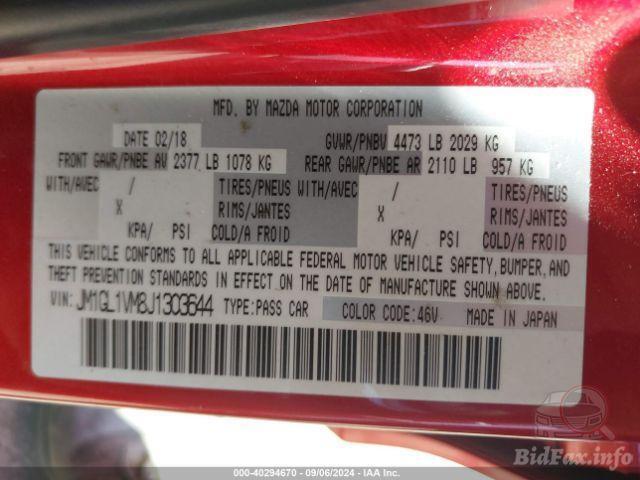 MFD. BY MAZDA MOTOR CORPORATION
DATE 02/18 GVWR/PNBV 4473 LB 2029 KG
FRONT GAWR/PNBE AV 2377 LB 1078 KG REAR GAWR/PNBE AR 2110 LB 957 KG
WITH/AVEC / TIRES/PNEUS WITH/AVEC / TIRES/PNEUS
X RIMS/JANTES X RIMS/JANTES
KPA/ PSI COLD/A FROID KPA/ PSI COLD/A FROID
THIS VEHICLE CONFORMS TO ALL APPLICABLE FEDERAL MOTOR VEHICLE SAFETY, BUMPER, AND
THEFT PREVENTION STANDARDS IN EFFECT ON THE DATE OF MANUFACTURE SHOWN ABOVE.
VIN: JM1GL1VM8J1303644 TYPE:PASS CAR COLOR CODE:46V MADE IN JAPAN
BidFax.info
000-40294670 - 09/06/2024 - IAA Inc.